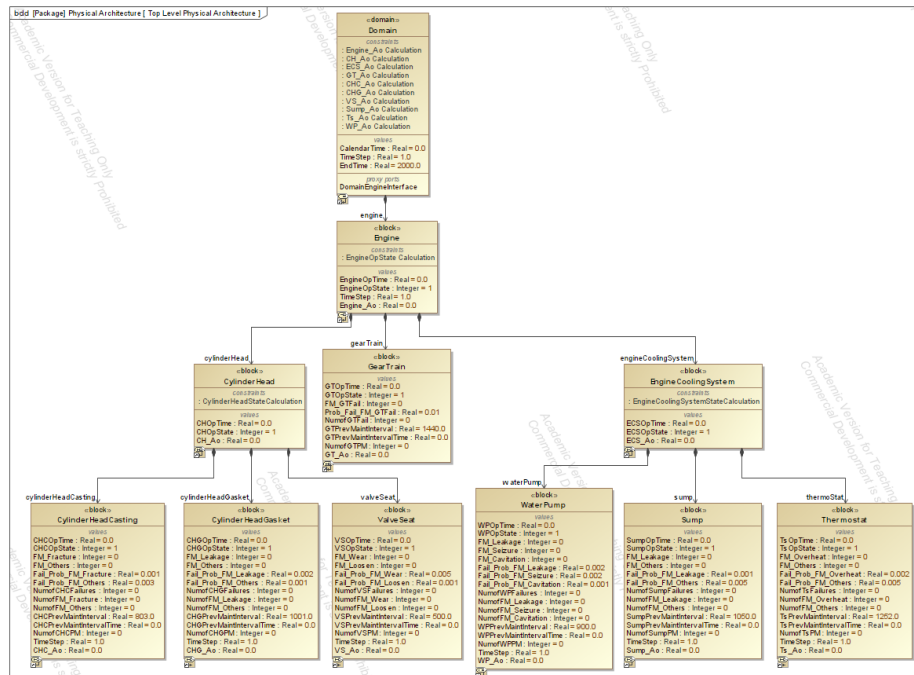 bdd [Package] Physical Architecture [ Top Level Physical Architecture ]
«domain»
Domain
constraints
: Engine_Ao Calculation
: CH_Ao Calculation
: ECS_Ao Calculation
: GT_Ao Calculation
: CHC_Ao Calculation
: CHG_Ao Calculation
: VS_Ao Calculation
: Sump_Ao Calculation
: Ts_Ao Calculation
: WP_Ao Calculation
values
CalendarTime : Real = 0.0
TimeStep : Real = 1.0
EndTime : Real = 2000.0
proxy ports
DomainEngineInterface
engine
«block»
Engine
constraints
: EngineOpState Calculation
values
EngineOpTime : Real = 0.0
EngineOpState : Integer = 1
TimeStep : Real = 1.0
Engine_Ao : Real = 0.0
cylinderHead
«block»
CylinderHead
constraints
: CylinderHeadStateCalculation
values
CHOpTime : Real = 0.0
CHOpState : Integer = 1
CH_Ao : Real = 0.0
gearTrain
«block»
GearTrain
values
GTOpTime : Real = 0.0
GTOpState : Integer = 1
FM_GTFail : Integer = 0
Prob_Fail_FM_GTFail : Real = 0.01
NumofGTFail : Integer = 0
GTPrevMaintInterval : Real = 1440.0
GTPrevMaintIntervalTime : Real = 0.0
NumofGTPM : Integer = 0
GT_Ao : Real = 0.0
engineCoolingSystem
«block»
EngineCoolingSystem
constraints
: EngineCoolingSystemStateCalculation
values
ECSOpTime : Real = 0.0
ECSOpState : Integer = 1
ECS_Ao : Real = 0.0
cylinderHeadCasting
«block»
CylinderHeadCasting
values
CHCOpTime : Real = 0.0
CHCOpState : Integer = 1
FM_Fracture : Integer = 0
FM_Others : Integer = 0
Fail_Prob_FM_Fracture : Real = 0.001
Fail_Prob_FM_Others : Real = 0.003
NumofCHCFailures : Integer = 0
NumofFM_Fracture : Integer = 0
NumofFM_Others : Integer = 0
CHCPrevMaintInterval : Real = 803.0
CHCPrevMaintIntervalTime : Real = 0.0
NumofCHCPM : Integer = 0
TimeStep : Real = 1.0
CHC_Ao : Real = 0.0
cylinderHeadGasket
«block»
CylinderHeadGasket
values
CHGOpTime : Real = 0.0
CHGOpState : Integer = 1
FM_Leakage : Integer = 0
FM_Others : Integer = 0
Fail_Prob_FM_Leakage : Real = 0.002
Fail_Prob_FM_Others : Real = 0.001
NumofCHGFailures : Integer = 0
NumofFM_Leakage : Integer = 0
NumofFM_Others : Integer = 0
CHGPrevMaintInterval : Real = 1001.0
CHGPrevMaintIntervalTime : Real = 0.0
NumofCHGPM : Integer = 0
TimeStep : Real = 1.0
CHG_Ao : Real = 0.0
valveSeat
«block»
ValveSeat
values
VSOpTime : Real = 0.0
VSOpState : Integer = 1
FM_Wear : Integer = 0
FM_Loosen : Integer = 0
Fail_Prob_FM_Wear : Real = 0.005
Fail_Prob_FM_Loosen : Real = 0.001
NumofVSFailures : Integer = 0
NumofFM_Wear : Integer = 0
NumofFM_Loosen : Integer = 0
VSPrevMaintInterval : Real = 500.0
VSPrevMaintIntervalTime : Real = 0.0
NumofVSPM : Integer = 0
TimeStep : Real = 1.0
VS_Ao : Real = 0.0
waterPump
«block»
WaterPump
values
WPOpTime : Real = 0.0
WPOpState : Integer = 1
FM_Leakage : Integer = 0
FM_Seizure : Integer = 0
FM_Cavitation : Integer = 0
Fail_Prob_FM_Leakage : Real = 0.002
Fail_Prob_FM_Seizure : Real = 0.002
Fail_Prob_FM_Cavitation : Real = 0.001
NumofWPFailures : Integer = 0
NumofFM_Leakage : Integer = 0
NumofFM_Seizure : Integer = 0
NumofFM_Cavitation : Integer = 0
WPPrevMaintInterval : Real = 900.0
WPPrevMaintIntervalTime : Real = 0.0
NumofWPPM : Integer = 0
TimeStep : Real = 1.0
WP_Ao : Real = 0.0
sump
«block»
Sump
values
SumpOpTime : Real = 0.0
SumpOpState : Integer = 1
FM_Leakage : Integer = 0
FM_Others : Integer = 0
Fail_Prob_FM_Leakage : Real = 0.001
Fail_Prob_FM_Others : Real = 0.005
NumofSumpFailures : Integer = 0
NumofFM_Leakage : Integer = 0
NumofFM_Others : Integer = 0
SumpPrevMaintInterval : Real = 1050.0
SumpPrevMaintIntervalTime : Real = 0.0
NumofSumpPM : Integer = 0
TimeStep : Real = 1.0
Sump_Ao : Real = 0.0
thermoStat
«block»
Thermostat
values
TsOpTime : Real = 0.0
TsOpState : Integer = 1
FM_Overheat : Integer = 0
FM_Others : Integer = 0
Fail_Prob_FM_Overheat : Real = 0.002
Fail_Prob_FM_Others : Real = 0.005
NumofTsFailures : Integer = 0
NumofFM_Overheat : Integer = 0
NumofFM_Others : Integer = 0
TsPrevMaintInterval : Real = 1252.0
TsPrevMaintIntervalTime : Real = 0.0
NumofTsPM : Integer = 0
TimeStep : Real = 1.0
Ts_Ao : Real = 0.0
Academic Version for Teaching Only
Commercial Development is strictly Prohibited